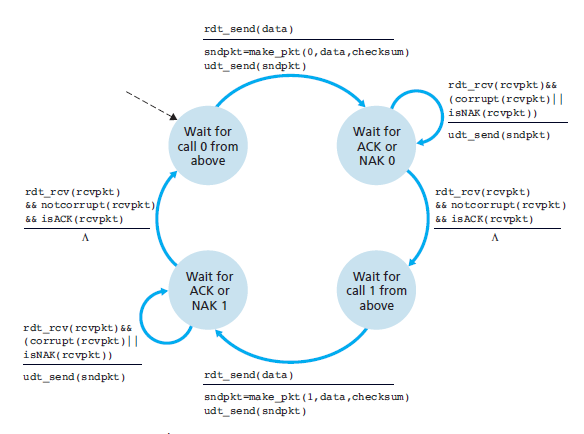 rdt_send(data)
sndpkt=make_pkt(0,data,checksum)
udt_send(sndpkt)
rdt_rcv(rcvpkt)&&
(corrupt(rcvpkt)||
isNAK(rcvpkt))
udt_send(sndpkt)
Wait for
call 0 from
above
Wait for
ACK or
NAK 0
rdt_rcv(rcvpkt)
&& notcorrupt(rcvpkt)
&& isACK(rcvpkt)
Λ
rdt_rcv(rcvpkt)
&& notcorrupt(rcvpkt)
&& isACK(rcvpkt)
Λ
Wait for
ACK or
NAK 1
Wait for
call 1 from
above
rdt_rcv(rcvpkt)&&
(corrupt(rcvpkt)||
isNAK(rcvpkt))
udt_send(sndpkt)
rdt_send(data)
sndpkt=make_pkt(1,data,checksum)
udt_send(sndpkt)